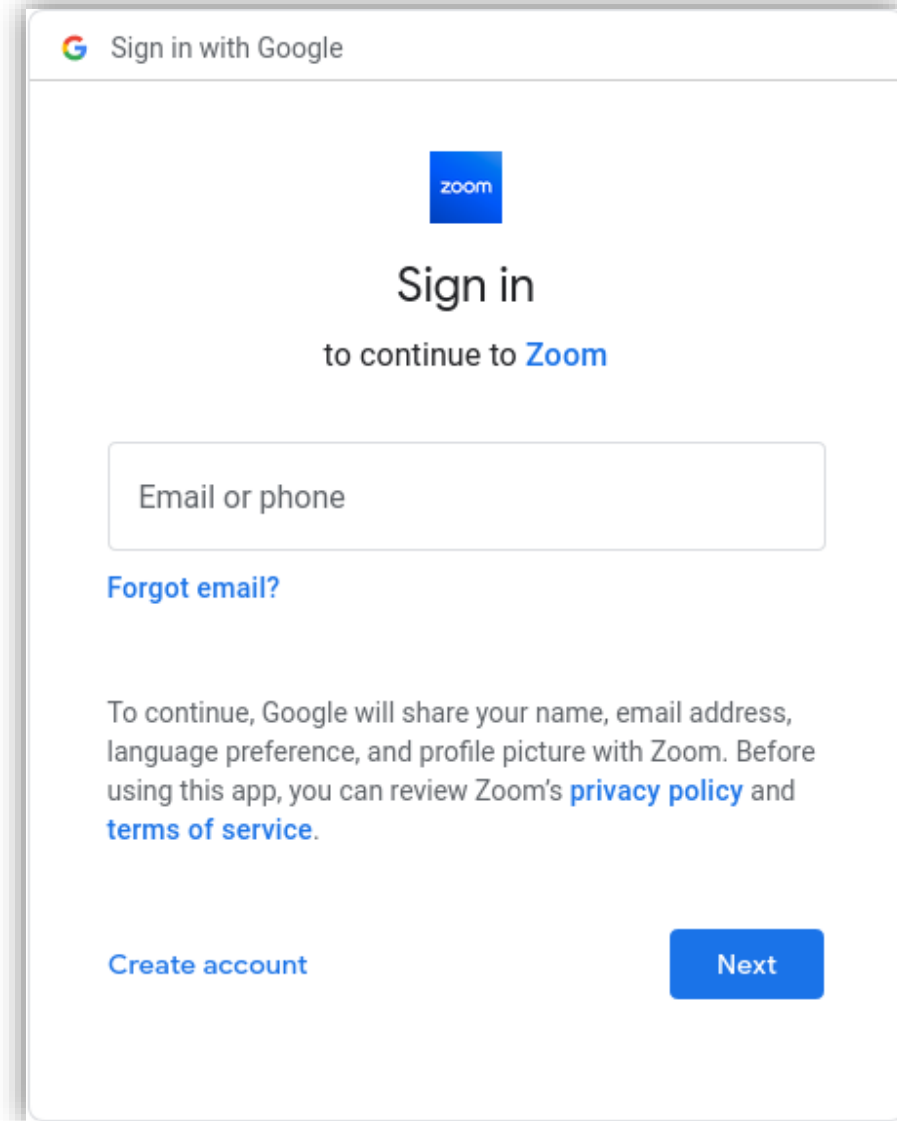 Sign in with Google
zoom
Sign in
to continue to Zoom
Email or phone
Forgot email?
To continue, Google will share your name, email address,
language preference, and profile picture with Zoom. Before
using this app, you can review Zoom’s privacy policy and
terms of service.
Create account
Next